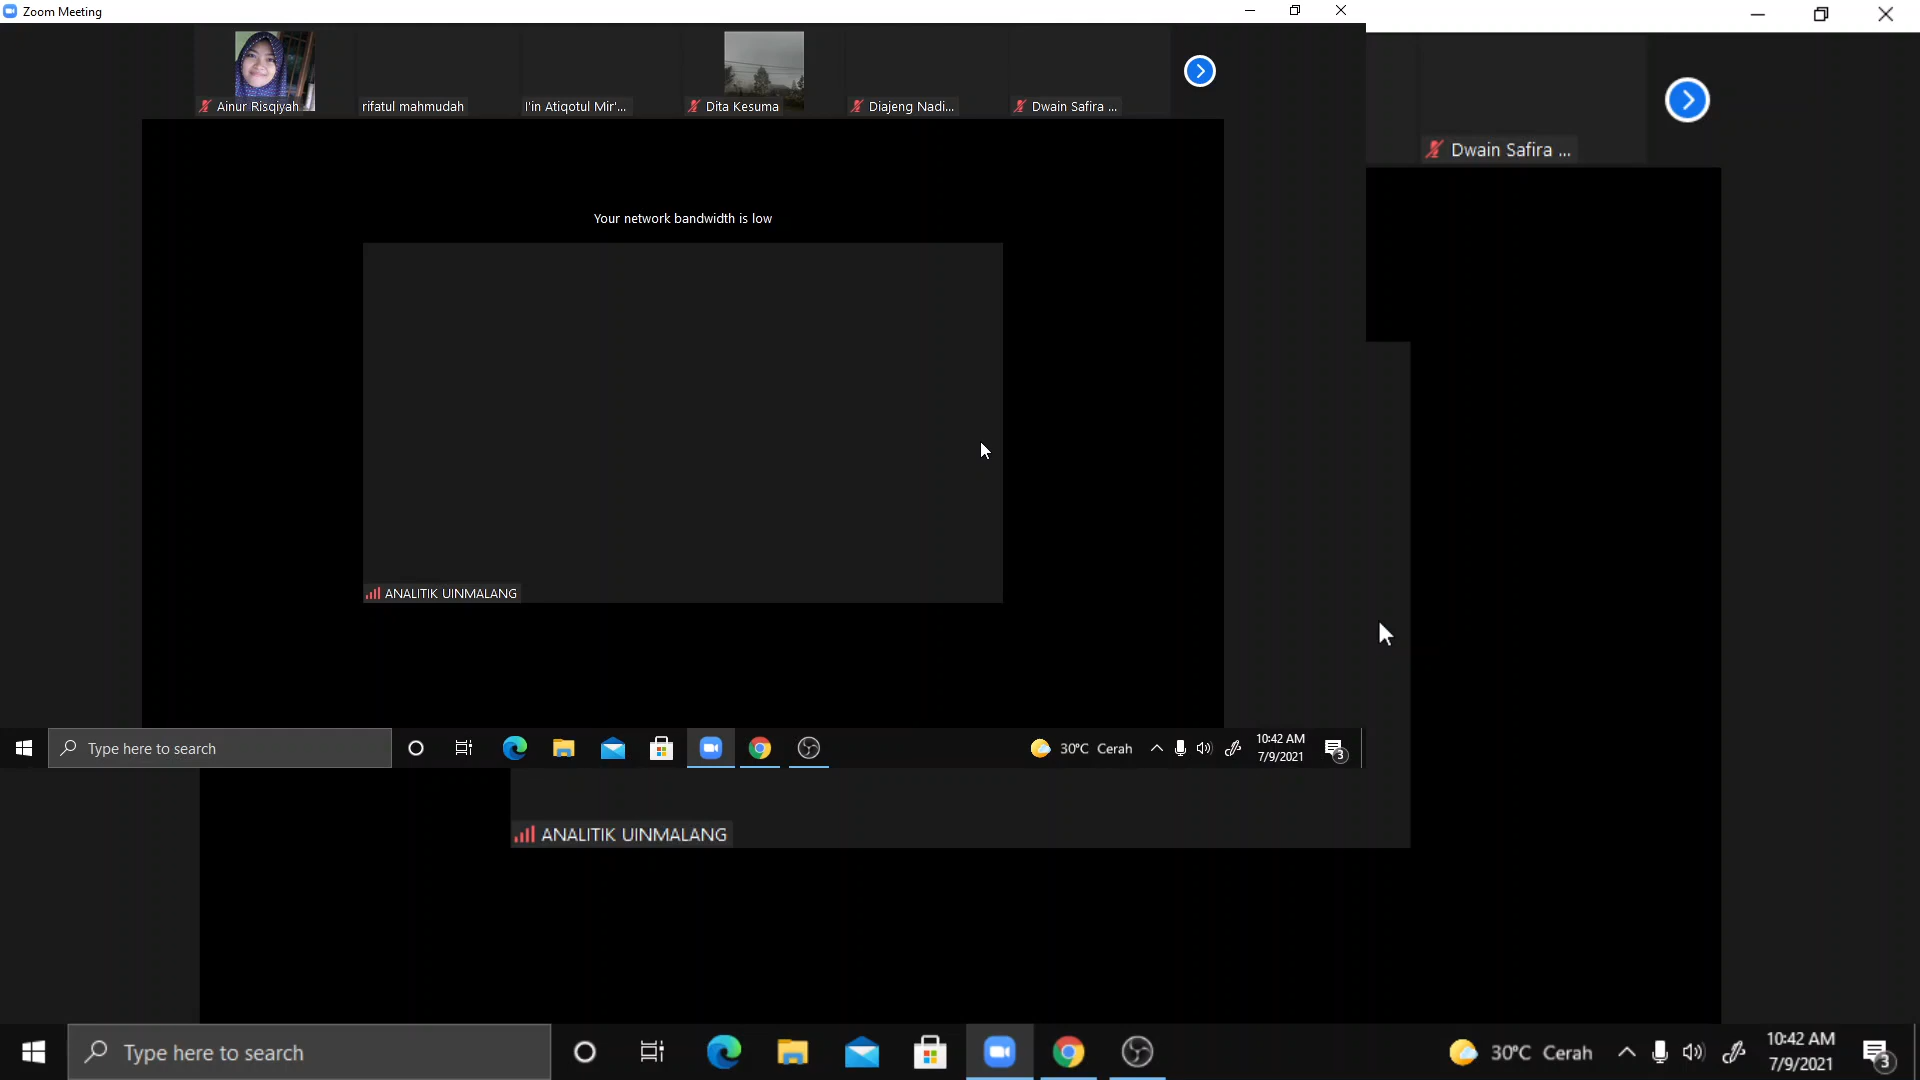 Zoom Meeting
Ainur Risqiyah
rifatul mahmudah
I'in Atiqotul Mir'...
Dita Kesuma
Diajeng Nadi...
Dwain Safira ...
Dwain Safira ...
Your network bandwidth is low
ANALITIK UINMALANG
Type here to search
30°C Cerah
10:42 AM
7/9/2021
3
ANALITIK UINMALANG
Type here to search
30°C Cerah
10:42 AM
7/9/2021
3